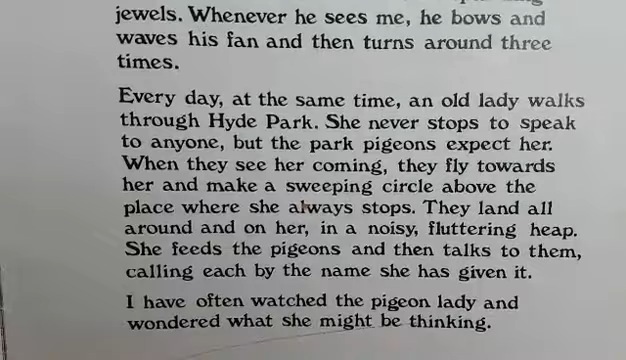 jewels. Whenever he sees me, he bows and
waves his fan and then turns around three
times.
Every day, at the same time, an old lady walks
through Hyde Park. She never stops to speak
to anyone, but the park pigeons expect her.
When they see her coming, they fly towards
her and make a sweeping circle above the
place where she always stops. They land all
around and on her, in a noisy, fluttering heap.
She feeds the pigeons and then talks to them,
calling each by the name she has given it.
I have often watched the pigeon lady and
wondered what she might be thinking.